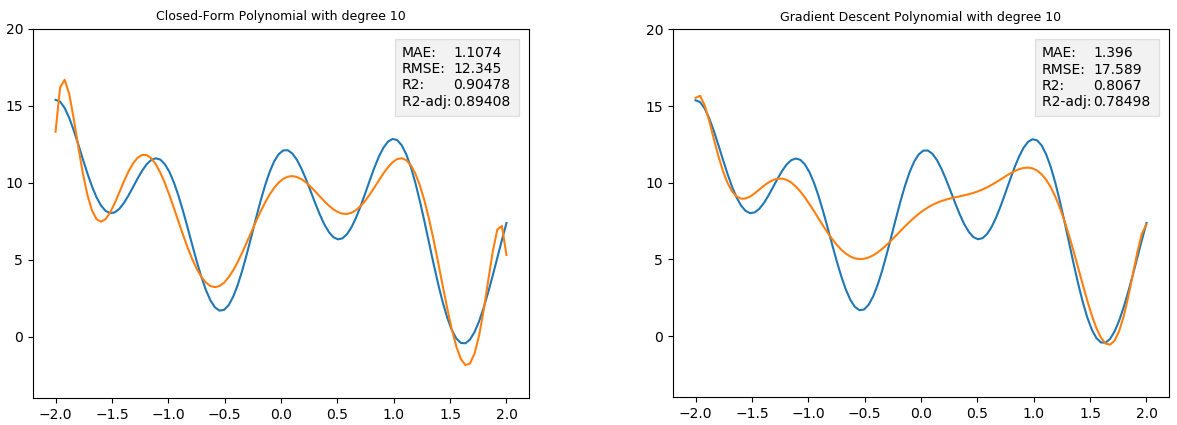 Closed-Form Polynomial with degree 10
20
15
10
5
0
MAE: 1.1074
RMSE: 12.345
R2: 0.90478
R2-adj: 0.89408
−2.0 −1.5 −1.0 −0.5 0.0 0.5 1.0 1.5 2.0
Gradient Descent Polynomial with degree 10
20
15
10
5
0
MAE: 1.396
RMSE: 17.589
R2: 0.8067
R2-adj: 0.78498
−2.0 −1.5 −1.0 −0.5 0.0 0.5 1.0 1.5 2.0